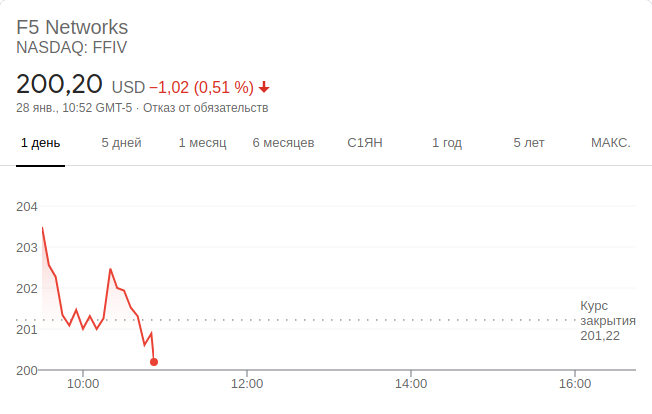 F5 Networks
NASDAQ: FFIV
200,20 USD −1,02 (0,51 %)
28 янв., 10:52 GMT-5 · Отказ от обязательств
1 день 5 дней 1 месяц 6 месяцев С1ЯН 1 год 5 лет МАКС.
204
203
202
201
200
Курс
закрытия
201,22
10:00 12:00 14:00 16:00